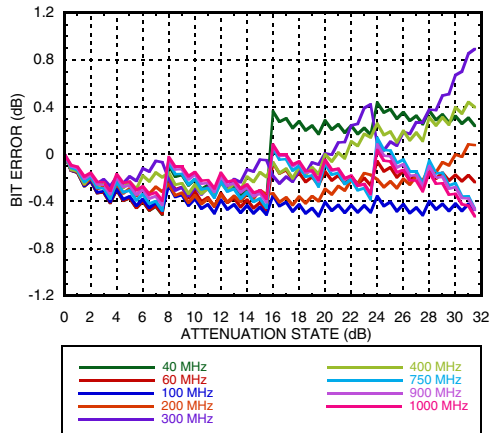 1.2
0.8
0.4
0
-0.4
-0.8
-1.2
BIT ERROR (dB)
0 2 4 6 8 10 12 14 16 18 20 22 24 26 28 30 32
ATTENUATION STATE (dB)
40 MHz
60 MHz
100 MHz
200 MHz
300 MHz
400 MHz
750 MHz
900 MHz
1000 MHz